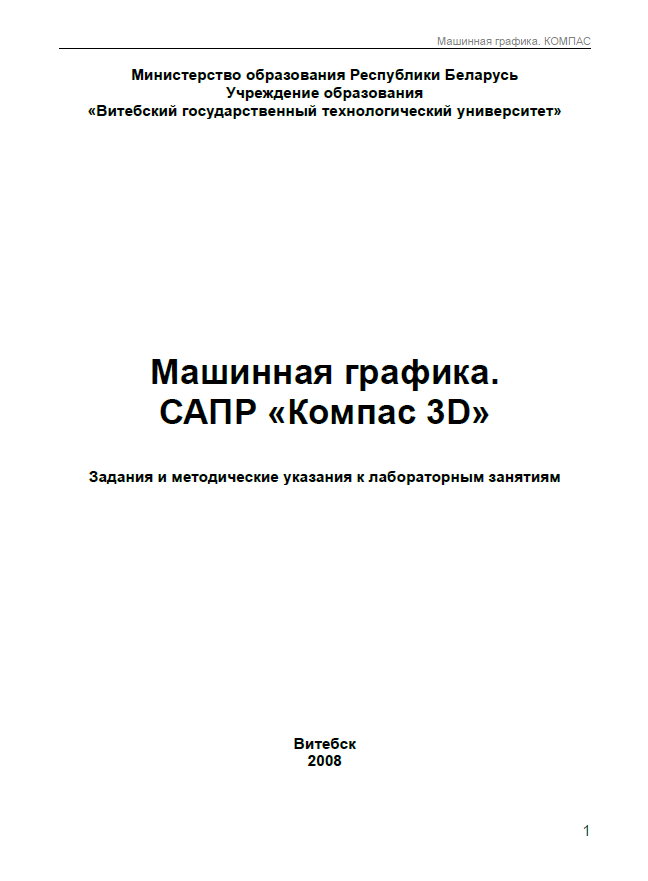 Машинная графика. КОМПАС
Министерство образования Республики Беларусь
Учреждение образования
«Витебский государственный технологический университет»
Машинная графика.
САПР «Компас 3D»
Задания и методические указания к лабораторным занятиям
Витебск
2008
1